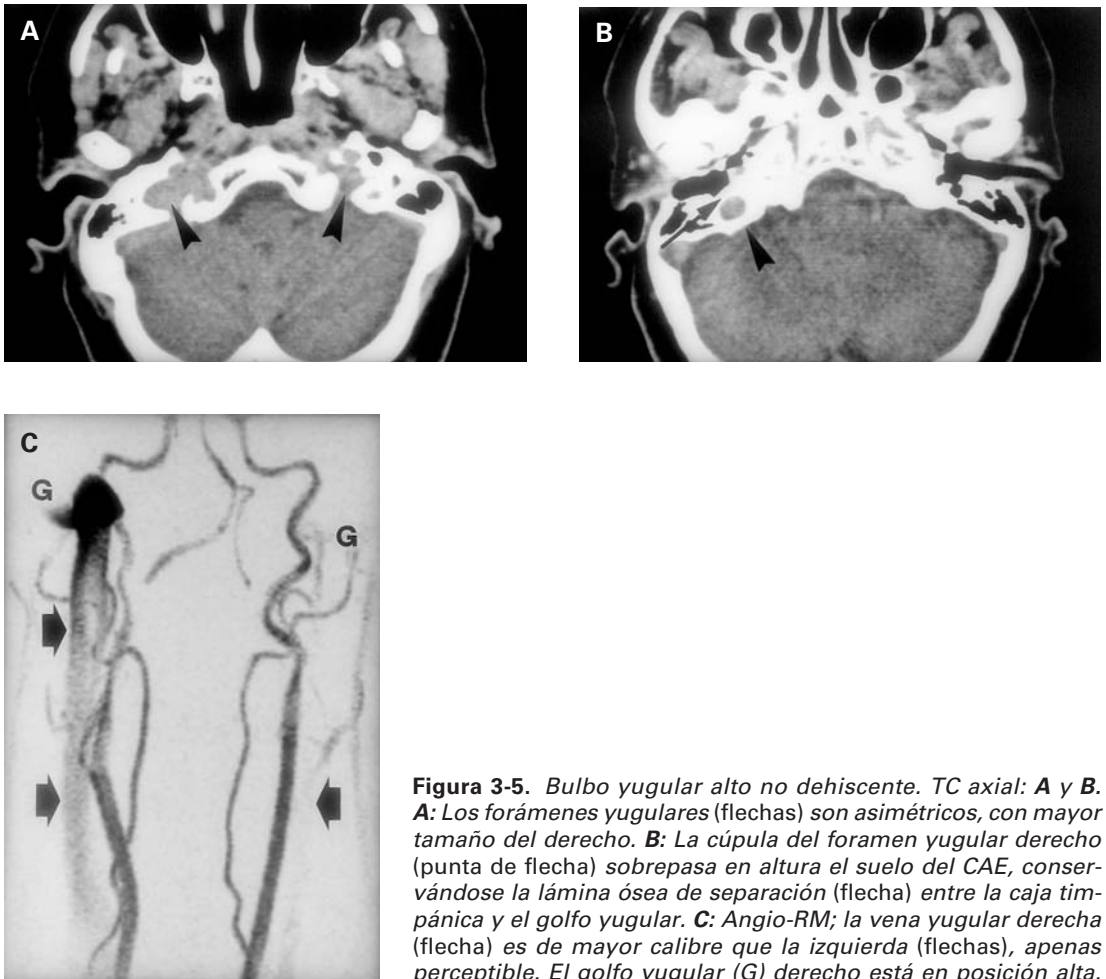 A
B
C
G
G
Figura 3-5. Bulbo yugular alto no dehiscente. TC axial: A y B.
A: Los forámenes yugulares (flechas) son asimétricos, con mayor
tamaño del derecho. B: La cúpula del foramen yugular derecho
(punta de flecha) sobrepasa en altura el suelo del CAE, conser-
vándose la lámina ósea de separación (flecha) entre la caja tim-
pánica y el golfo yugular. C: Angio-RM; la vena yugular derecha
(flecha) es de mayor calibre que la izquierda (flechas), apenas
perceptible. El golfo yugular (G) derecho está en posición alta.